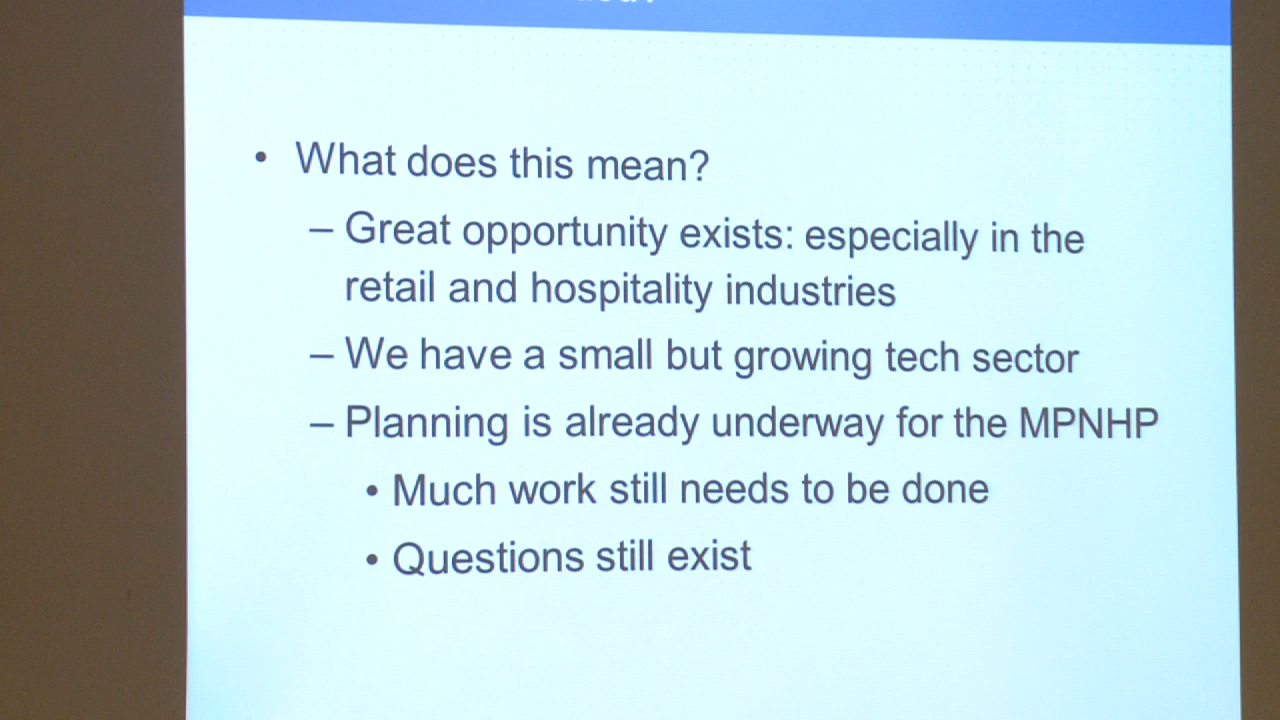 • What does this mean?
– Great opportunity exists: especially in the
retail and hospitality industries
– We have a small but growing tech sector
– Planning is already underway for the MPNHP
• Much work still needs to be done
• Questions still exist